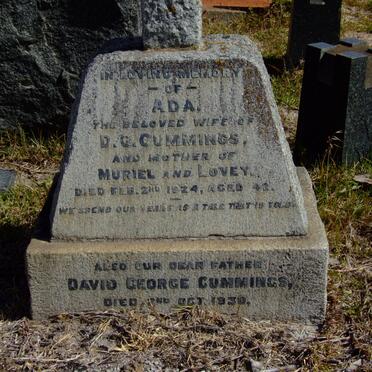 IN LOVING MEMORY
OF
ADA.
THE BELOVED WIFE OF
D. G. CUMMINGS,
AND MOTHER OF
MURIEL AND LOVEY.
DIED FEB. 2ND 1924, AGED 42.
WE SPEND OUR YEARS AS A TALE THAT IS TOLD.
ALSO OUR DEAR FATHER
DAVID GEORGE CUMMINGS,
DIED 2ND OCT. 1930.